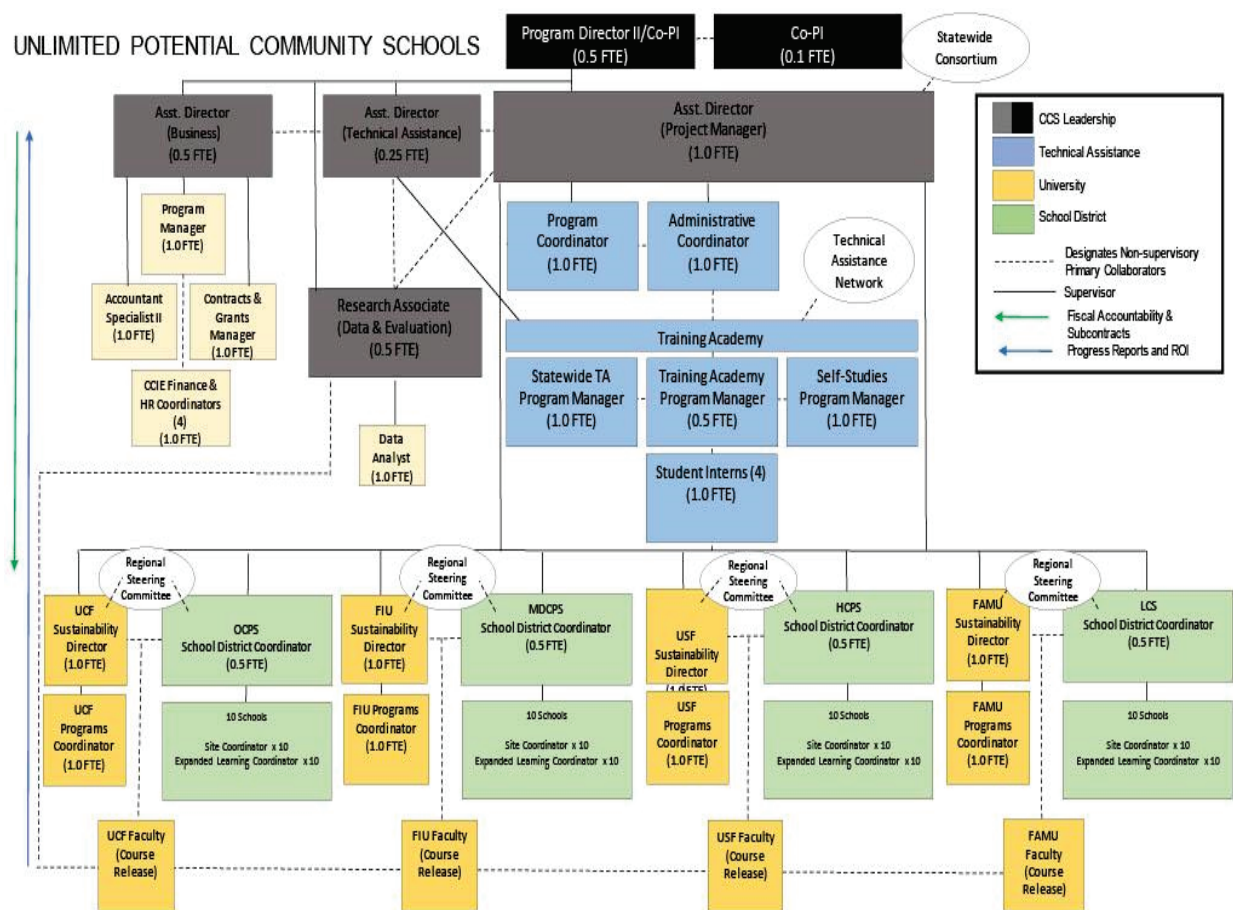 UNLIMITED POTENTIAL COMMUNITY SCHOOLS
Program Director II/Co-PI
(0.5 FTE)
Co-PI
(0.1 FTE)
Statewide
Consortium
Asst. Director
(Business)
(0.5 FTE)
Asst. Director
(Technical Assistance)
(0.25 FTE)
Asst. Director
(Project Manager)
(1.0 FTE)
CCS Leadership
Technical Assistance
University
School District
Designates Non-supervisory
Primary Collaborators
Supervisor
Fiscal Accountability &
Subcontracts
Progress Reports and ROI
Program
Manager
(1.0 FTE)
Program
Coordinator
(1.0 FTE)
Administrative
Coordinator
(1.0 FTE)
Technical
Assistance
Network
Accountant
Specialist II
(1.0 FTE)
Contracts &
Grants
Manager
(1.0 FTE)
Research Associate
(Data & Evaluation)
(0.5 FTE)
Training Academy
CCIE Finance &
HR Coordinators
(4)
(1.0 FTE)
Statewide TA
Program Manager
(1.0 FTE)
Training Academy
Program Manager
(0.5 FTE)
Self-Studies
Program Manager
(1.0 FTE)
Data
Analyst
(1.0 FTE)
Student Interns (4)
(1.0 FTE)
Regional
Steering
Committee
Regional
Steering
Committee
Regional
Steering
Committee
Regional
Steering
Committee
UCF
Sustainability
Director
(1.0 FTE)
OCPS
School District Coordinator
(0.5 FTE)
FIU
Sustainability
Director
(1.0 FTE)
MDCPS
School District Coordinator
(0.5 FTE)
USF
Sustainability
Director
(1.0 FTE)
HCPS
School District Coordinator
(0.5 FTE)
FAMU
Sustainability
Director
(1.0 FTE)
LCS
School District Coordinator
(0.5 FTE)
UCF
Programs
Coordinator
(1.0 FTE)
10 Schools
Site Coordinator x 10
Expanded Learning Coordinator x 10
FIU Programs
Coordinator
(1.0 FTE)
10 Schools
Site Coordinator x 10
Expanded Learning Coordinator x 10
USF
Programs
Coordinator
(1.0 FTE)
10 Schools
Site Coordinator x 10
Expanded Learning Coordinator x 10
FAMU
Programs
Coordinator
(1.0 FTE)
10 Schools
Site Coordinator x 10
Expanded Learning Coordinator x 10
UCF Faculty
(Course
Release)
FIU Faculty
(Course
Release)
USF Faculty
(Course
Release)
FAMU
Faculty
(Course
Release)